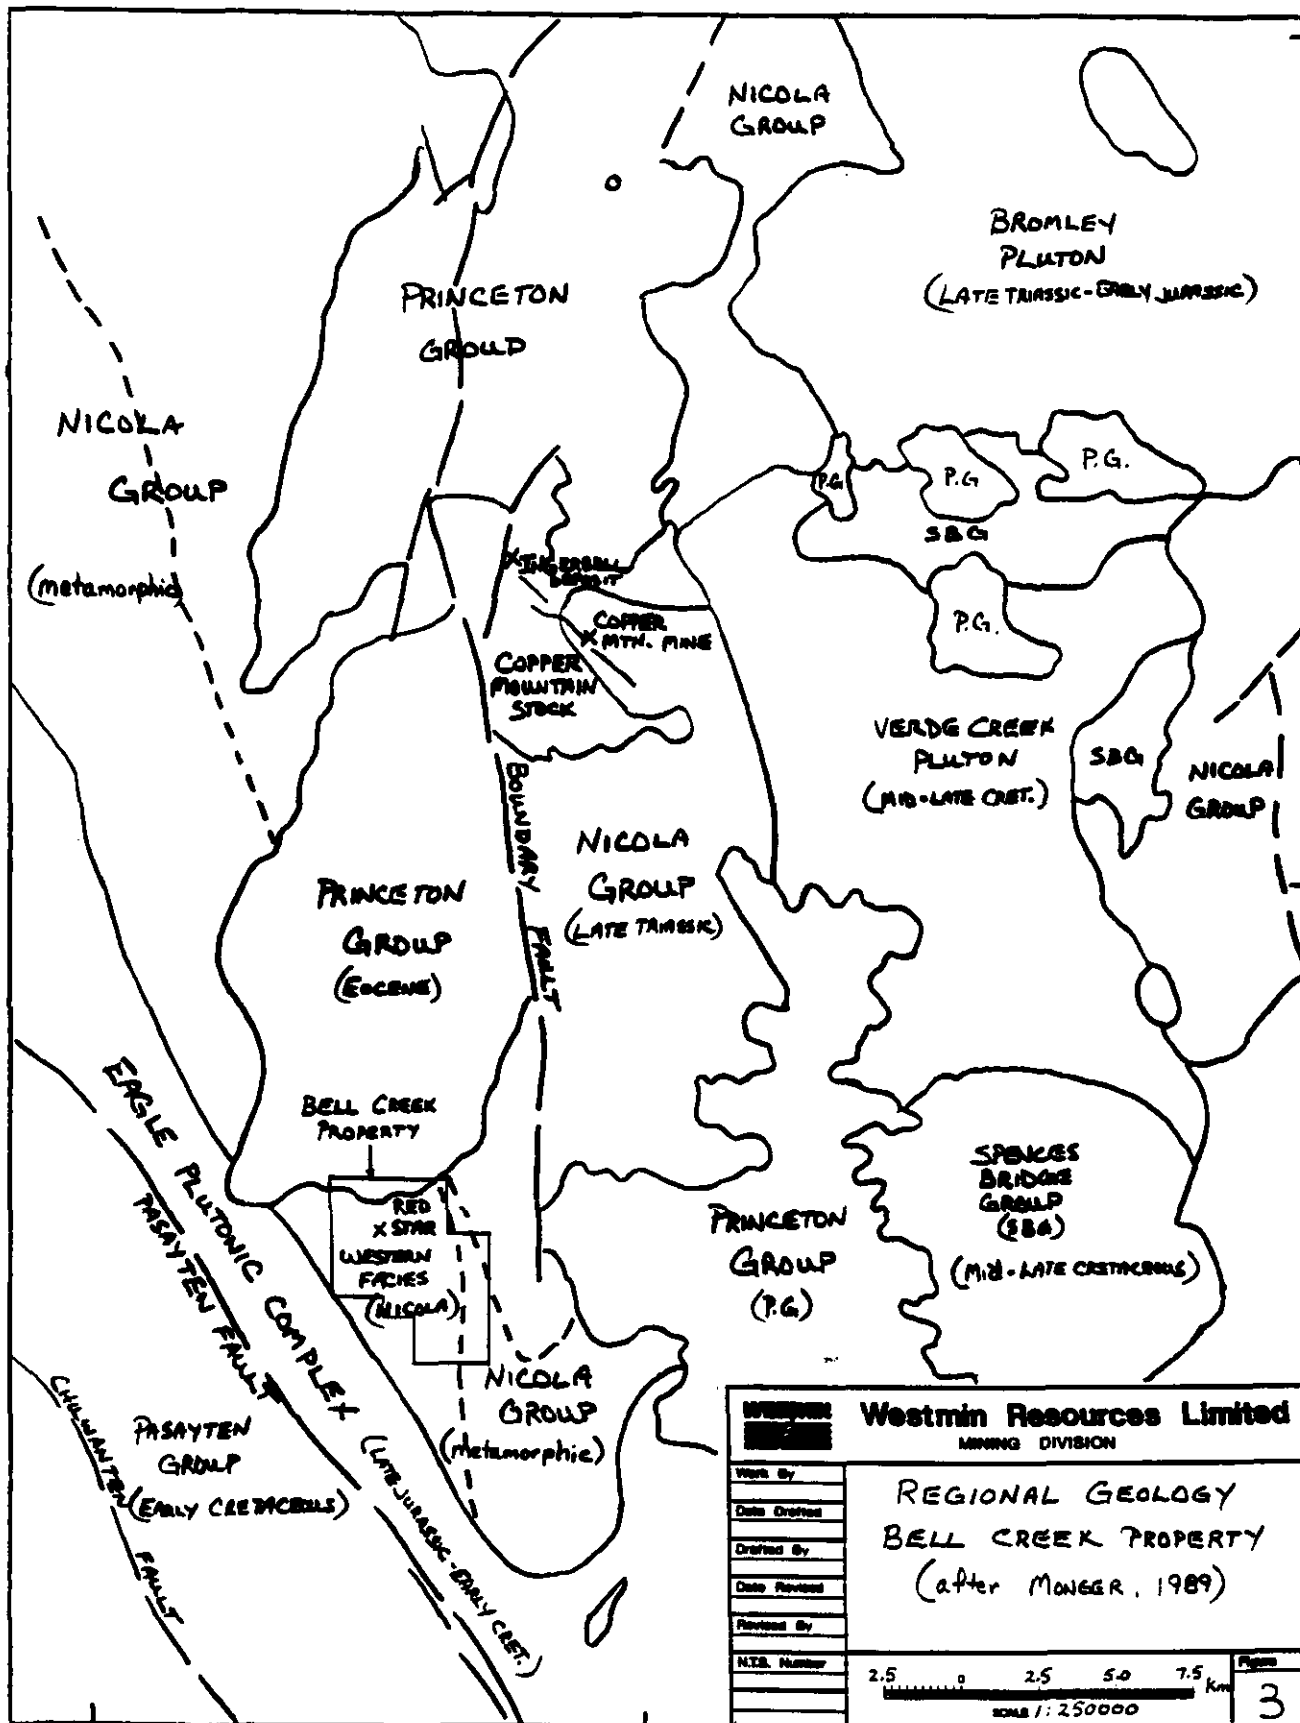 NICOLA
GROUP
BROMLEY
PLUTON
(LATE TRIASSIC-EARLY JURASSIC)
PRINCETON
GROUP
NICOLA
GROUP
(metamorphic)
P.G.
P.G
P.G.
SBG
X INGERBELLE
DEPOSIT
P.G.
COPPER
X MTN. MINE
COPPER
MOUNTAIN
STOCK
VERDE CREEK
PLUTON
(MID-LATE CRET.)
SBG
NICOLA
GROUP
BOUNDARY FAULT
NICOLA
GROUP
(LATE TRIASSIC)
PRINCETON
GROUP
(EOCENE)
EAGLE PLUTONIC COMPLEX
(LATE JURASSIC-EARLY CRET.)
PASAYTEN FAULT
BELL CREEK
PROPERTY
RED
X STAR
WESTERN
FACIES
(NICOLA)
PRINCETON
GROUP
(P.G.)
SPENCES
BRIDGE
GROUP
(SBG)
(MID-LATE CRETACEOUS)
NICOLA
GROUP
(metamorphic)
CHUWANTEN FAULT
PASAYTEN
GROUP
(EARLY CRETACEOUS)
Westmin Resources Limited
MINING DIVISION
Work By
Date Drafted
Drafted By
Date Revised
Revised By
N.T.S. Number
REGIONAL GEOLOGY
BELL CREEK PROPERTY
(after MONGER, 1989)
2.5 0 2.5 5.0 7.5 Km
SCALE 1:250000
Figure
3